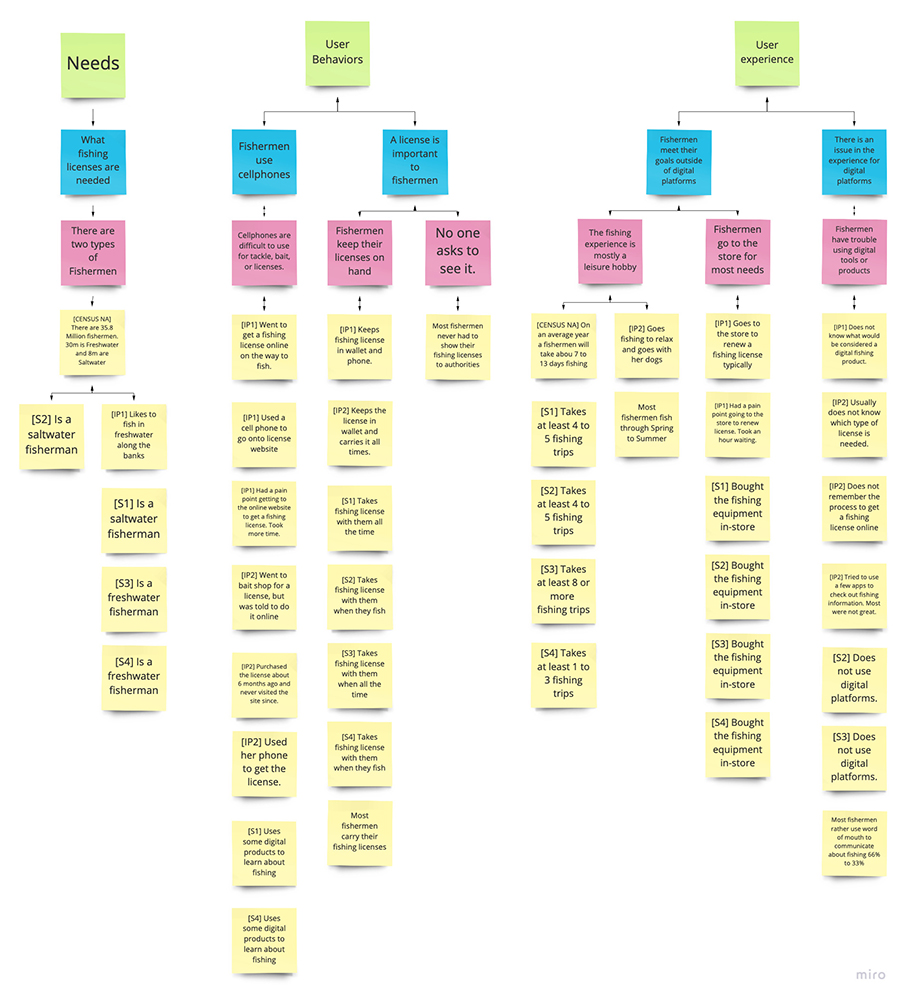 Needs
What
fishing
licenses are
needed
There are
two types
of
Fishermen
[CENSUS NA]
There are 35.8
Million fishermen.
30m is Freshwater
and 8m are
Saltwater
[S2] Is a
saltwater
fisherman
[IP1] Likes to
fish in
freshwater
along the
banks
[S1] Is a
saltwater
fisherman
[S3] Is a
freshwater
fisherman
[S4] Is a
freshwater
fisherman
User
Behaviors
Fishermen
use
cellphones
Cellphones are
difficult to use
for tackle, bait,
or licenses.
[IP1] Went to
get a fishing
license online
on the way to
fish.
[IP1] Used a
cell phone to
go onto license
website
[IP1] Had a pain
point getting to
the online website
to get a fishing
license. Took
more time.
[IP2] Went to
bait shop for a
license, but
was told to do
it online
[IP2] Purchased
the license about
6 months ago and
never visited the
site since.
[IP2] Used
her phone
to get the
license.
[S1] Uses
some digital
products to
learn about
fishing
[S4] Uses
some digital
products to
learn about
fishing
A license is
important
to
fishermen
Fishermen
keep their
licenses on
hand
[IP1] Keeps
fishing license
in wallet and
phone.
[IP2] Keeps the
license in
wallet and
carries it all
times.
[S1] Takes
fishing license
with them all
the time
[S2] Takes
fishing license
with them
when they fish
[S3] Takes
fishing license
with them
when all the
time
[S4] Takes
fishing license
with them
when they fish
Most
fishermen
carry their
fishing licenses
No one
asks to
see it.
Most fishermen
never had to
show their
fishing licenses
to authorities
User
experience
Fishermen
meet their
goals outside
of digital
platforms
The fishing
experience is
mostly a
leisure hobby
[CENSUS NA] On
an average year
a fishermen will
take abou 7 to
13 days fishing
[S1] Takes
at least 4 to
5 fishing
trips
[S2] Takes
at least 4 to
5 fishing
trips
[S3] Takes
at least 8 or
more
fishing trips
[S4] Takes
at least 1 to
3 fishing
trips
[IP2] Goes
fishing to relax
and goes with
her dogs
Most
fishermen fish
through Spring
to Summer
Fishermen
go to the
store for
most needs
[IP1] Goes to
the store to
renew a
fishing license
typically
[IP1] Had a pain
point going to the
store to renew
license. Took an
hour waiting.
[S1] Bought
the fishing
equipment
in-store
[S2] Bought
the fishing
equipment
in-store
[S3] Bought
the fishing
equipment
in-store
[S4] Bought
the fishing
equipment
in-store
There is an
issue in the
experience for
digital
platforms
Fishermen
have trouble
using digital
tools or
products
[IP1] Does not
know what would
be considered a
digital fishing
product.
[IP2] Usually
does not know
which type of
license is
needed.
[IP2] Does not
remember the
process to get
a fishing
license online
[IP2] Tried to use
a few apps to
check out fishing
information. Most
were not great.
[S2] Does
not use
digital
platforms.
[S3] Does
not use
digital
platforms.
Most fishermen
rather use word
of mouth to
communicate
about fishing 66%
to 33%
miro